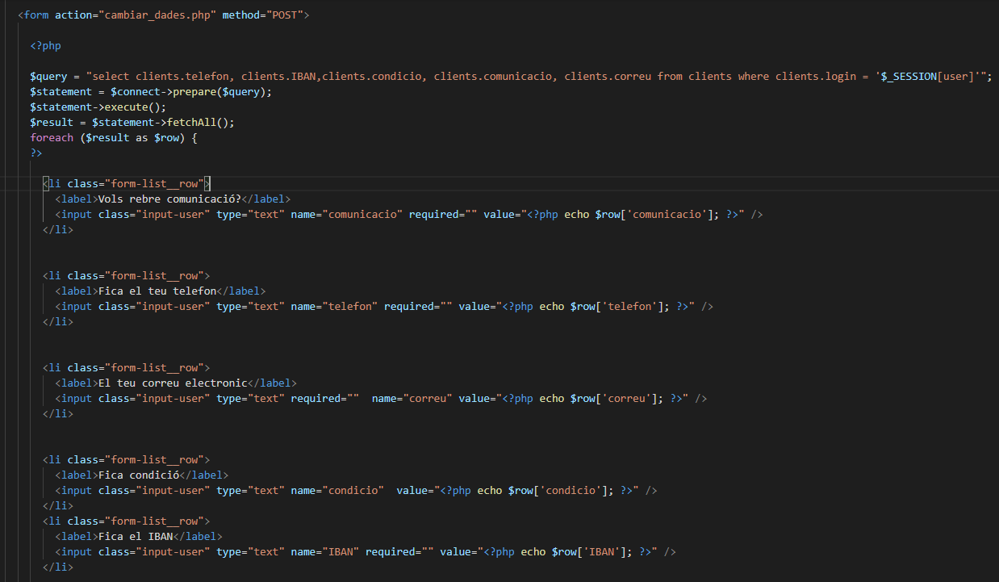 <form action="cambiar_dades.php" method="POST">
<?php
$query = "select clients.telefon, clients.IBAN,clients.condicio, clients.comunicacio, clients.correu from clients where clients.login = '$_SESSION[user]'";
$statement = $connect->prepare($query);
$statement->execute();
$result = $statement->fetchAll();
foreach ($result as $row) {
?>
<li class="form-list__row">
<label>Vols rebre comunicació?</label>
<input class="input-user" type="text" name="comunicacio" required="" value="<?php echo $row['comunicacio']; ?>" />
</li>
<li class="form-list__row">
<label>Fica el teu telefon</label>
<input class="input-user" type="text" name="telefon" required="" value="<?php echo $row['telefon']; ?>" />
</li>
<li class="form-list__row">
<label>El teu correu electronic</label>
<input class="input-user" type="text" required=""  name="correu" value="<?php echo $row['correu']; ?>" />
</li>
<li class="form-list__row">
<label>Fica condició</label>
<input class="input-user" type="text" name="condicio"  value="<?php echo $row['condicio']; ?>" />
</li>
<li class="form-list__row">
<label>Fica el IBAN</label>
<input class="input-user" type="text" name="IBAN" required="" value="<?php echo $row['IBAN']; ?>" />
</li>